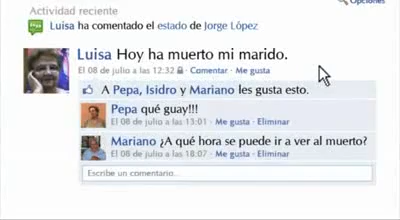 Opciones
Actividad reciente
Luisa ha comentado el estado de Jorge López
Luisa Hoy ha muerto mi marido.
El 08 de julio a las 12:32 · Comentar · Me gusta
A Pepa, Isidro y Mariano les gusta esto.
Pepa qué guay!!!
El 08 de julio a las 13:01 · Me gusta · Eliminar
Mariano ¿A qué hora se puede ir a ver al muerto?
El 08 de julio a las 18:07 · Me gusta · Eliminar
Escribe un comentario...